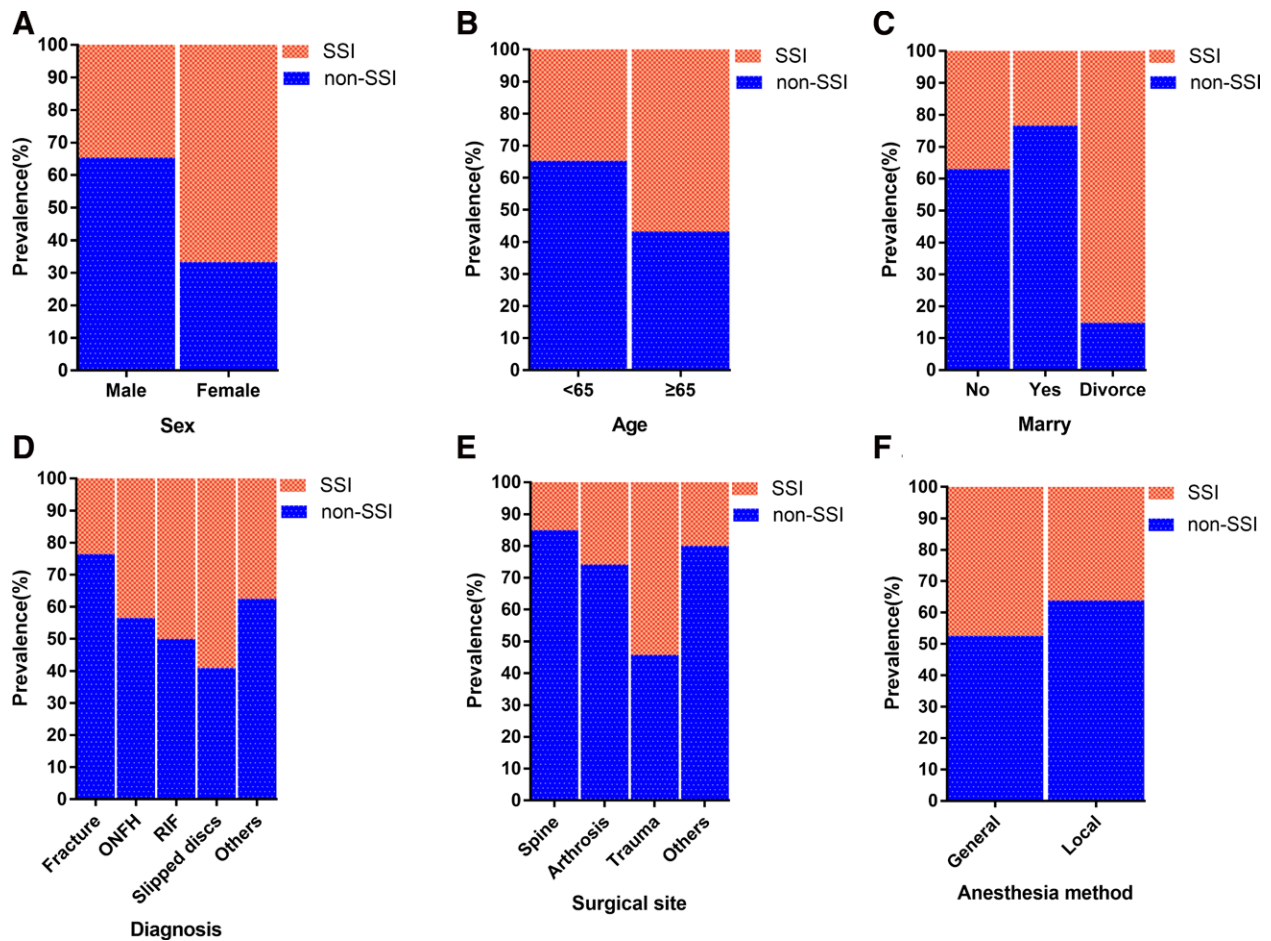 A
Prevalence(%)
100
90
80
70
60
50
40
30
20
10
0
Male Female
Sex
SSI
non-SSI
B
Prevalence(%)
100
90
80
70
60
50
40
30
20
10
0
<65 ≥65
Age
SSI
non-SSI
C
Prevalence(%)
100
90
80
70
60
50
40
30
20
10
0
No Yes Divorce
Marry
SSI
non-SSI
D
Prevalence(%)
100
90
80
70
60
50
40
30
20
10
0
Fracture
ONFH
RIF
Slipped discs
Others
Diagnosis
SSI
non-SSI
E
Prevalence(%)
100
90
80
70
60
50
40
30
20
10
0
Spine
Arthrosis
Trauma
Others
Surgical site
SSI
non-SSI
F
Prevalence(%)
100
90
80
70
60
50
40
30
20
10
0
General
Local
Anesthesia method
SSI
non-SSI